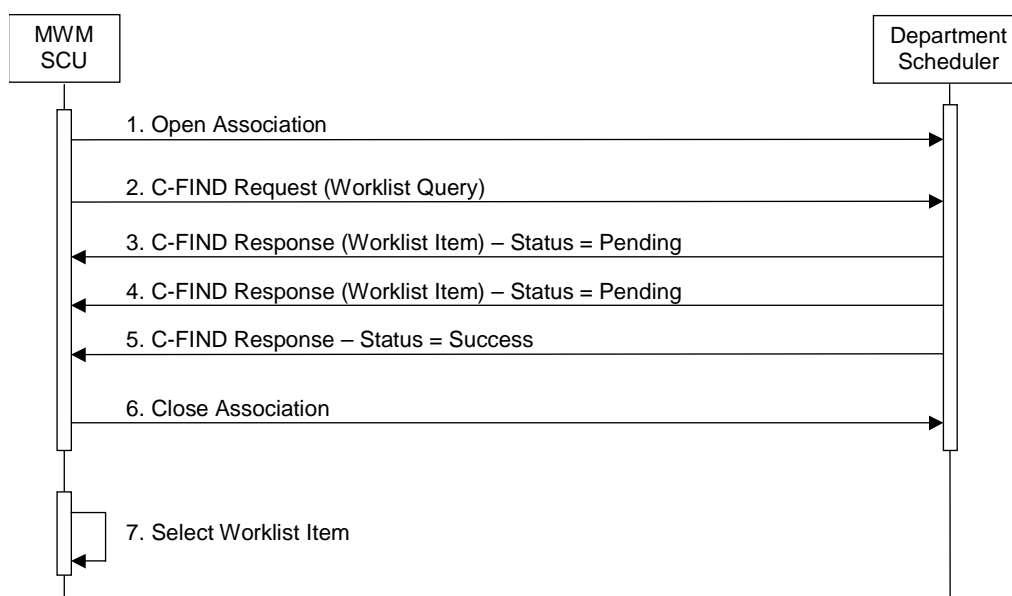 MWM
SCU
Department
Scheduler
1. Open Association
2. C-FIND Request (Worklist Query)
3. C-FIND Response (Worklist Item) – Status = Pending
4. C-FIND Response (Worklist Item) – Status = Pending
5. C-FIND Response – Status = Success
6. Close Association
7. Select Worklist Item